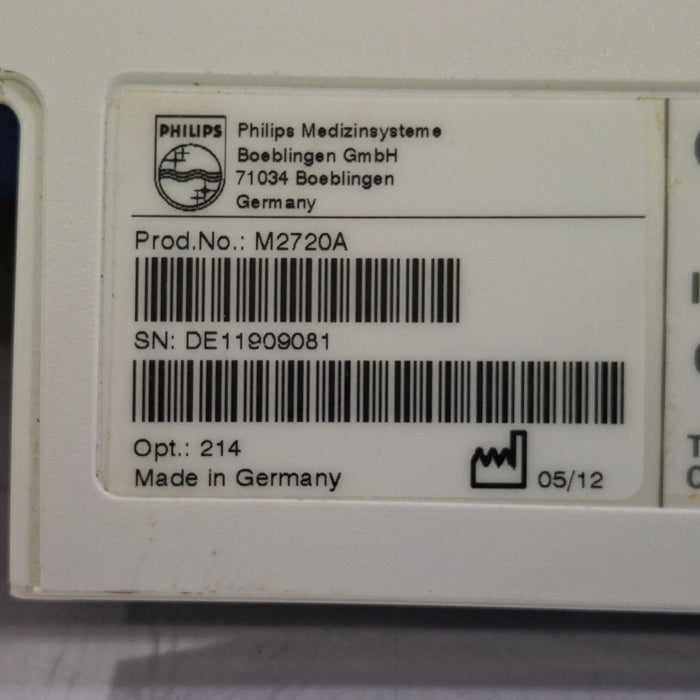 PHILIPS
Philips Medizinsysteme
Boeblingen GmbH
71034 Boeblingen
Germany
Prod.No.: M2720A
SN: DE11909081
Opt.: 214
Made in Germany
05/12